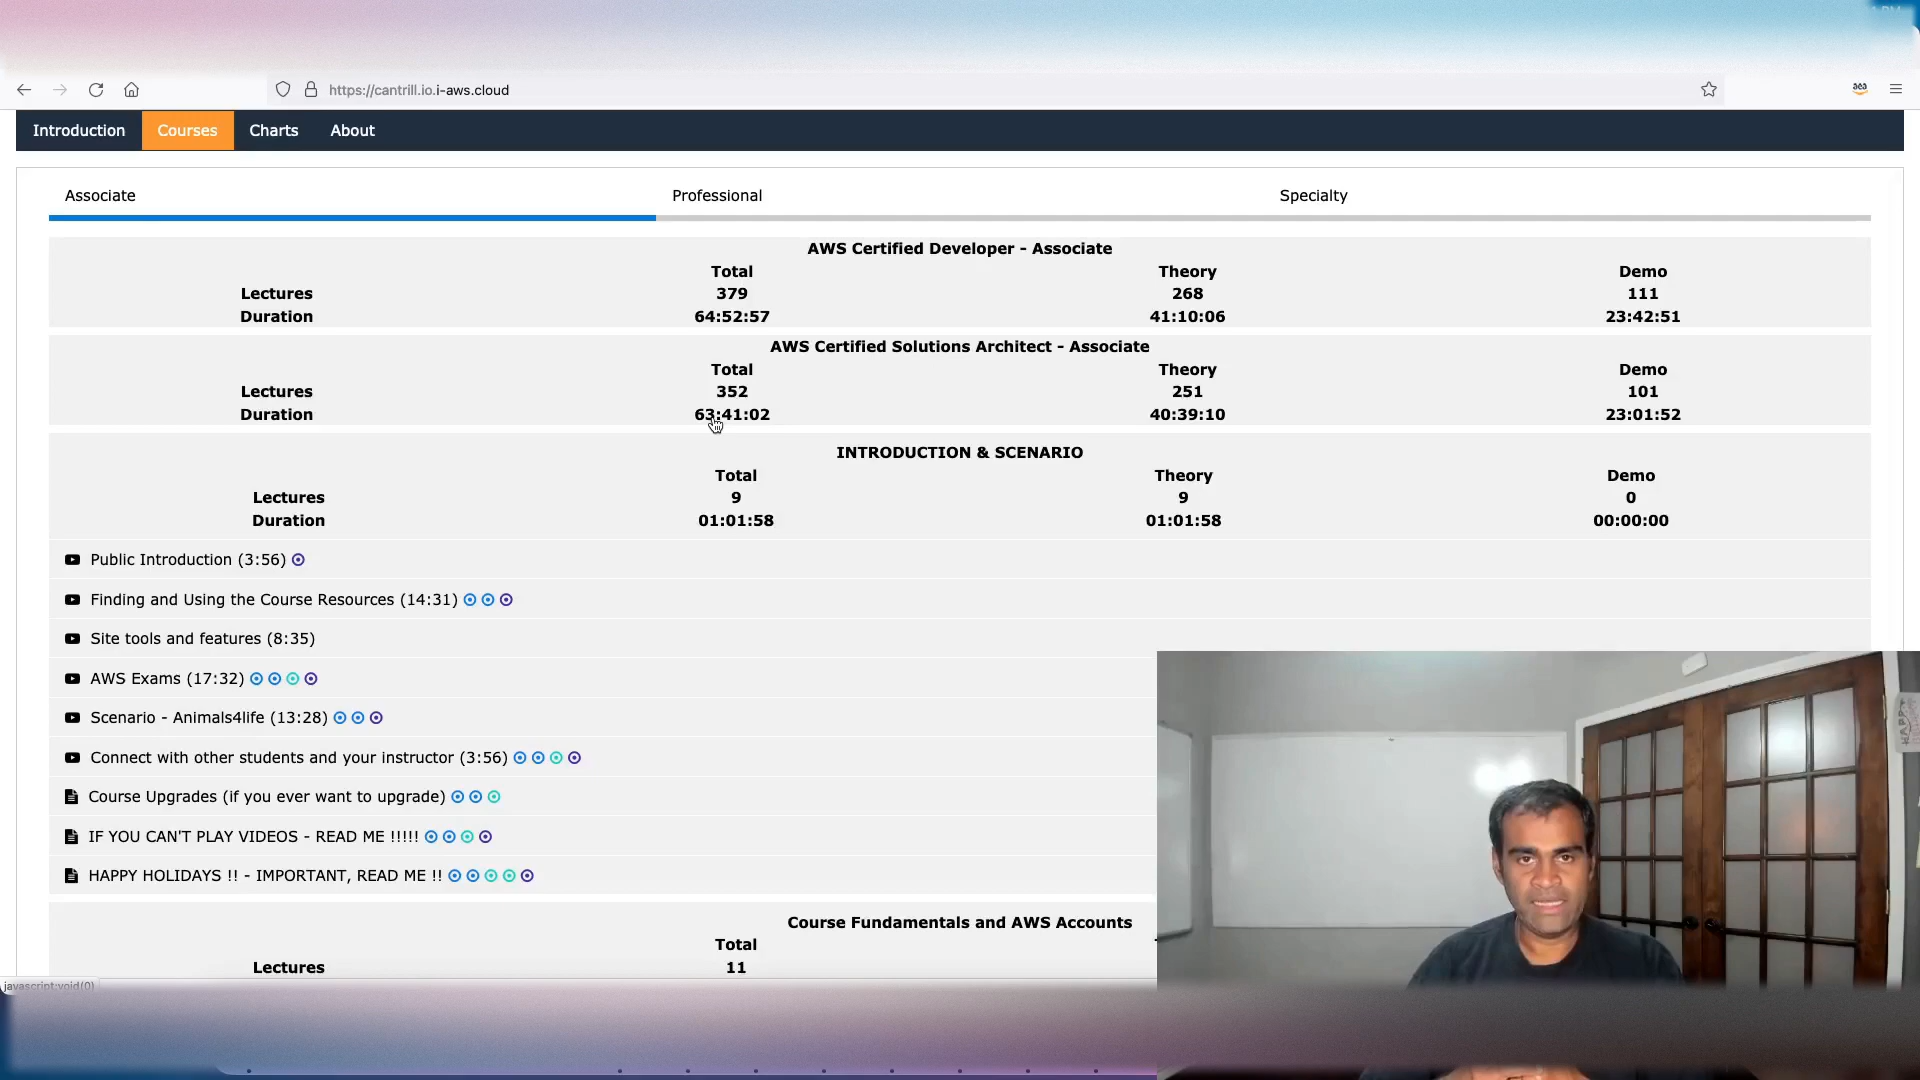 https://cantrill.io.i-aws.cloud
Introduction Courses Charts About
Associate Professional Specialty
AWS Certified Developer - Associate
Total Theory Demo
Lectures 379 268 111
Duration 64:52:57 41:10:06 23:42:51
AWS Certified Solutions Architect - Associate
Total Theory Demo
Lectures 352 251 101
Duration 63:41:02 40:39:10 23:01:52
INTRODUCTION & SCENARIO
Total Theory Demo
Lectures 9 9 0
Duration 01:01:58 01:01:58 00:00:00
Public Introduction (3:56)
Finding and Using the Course Resources (14:31)
Site tools and features (8:35)
AWS Exams (17:32)
Scenario - Animals4life (13:28)
Connect with other students and your instructor (3:56)
Course Upgrades (if you ever want to upgrade)
IF YOU CAN'T PLAY VIDEOS - READ ME !!!!!
HAPPY HOLIDAYS !! - IMPORTANT, READ ME !!
Course Fundamentals and AWS Accounts
Total
Lectures 11
javascript:void(0)